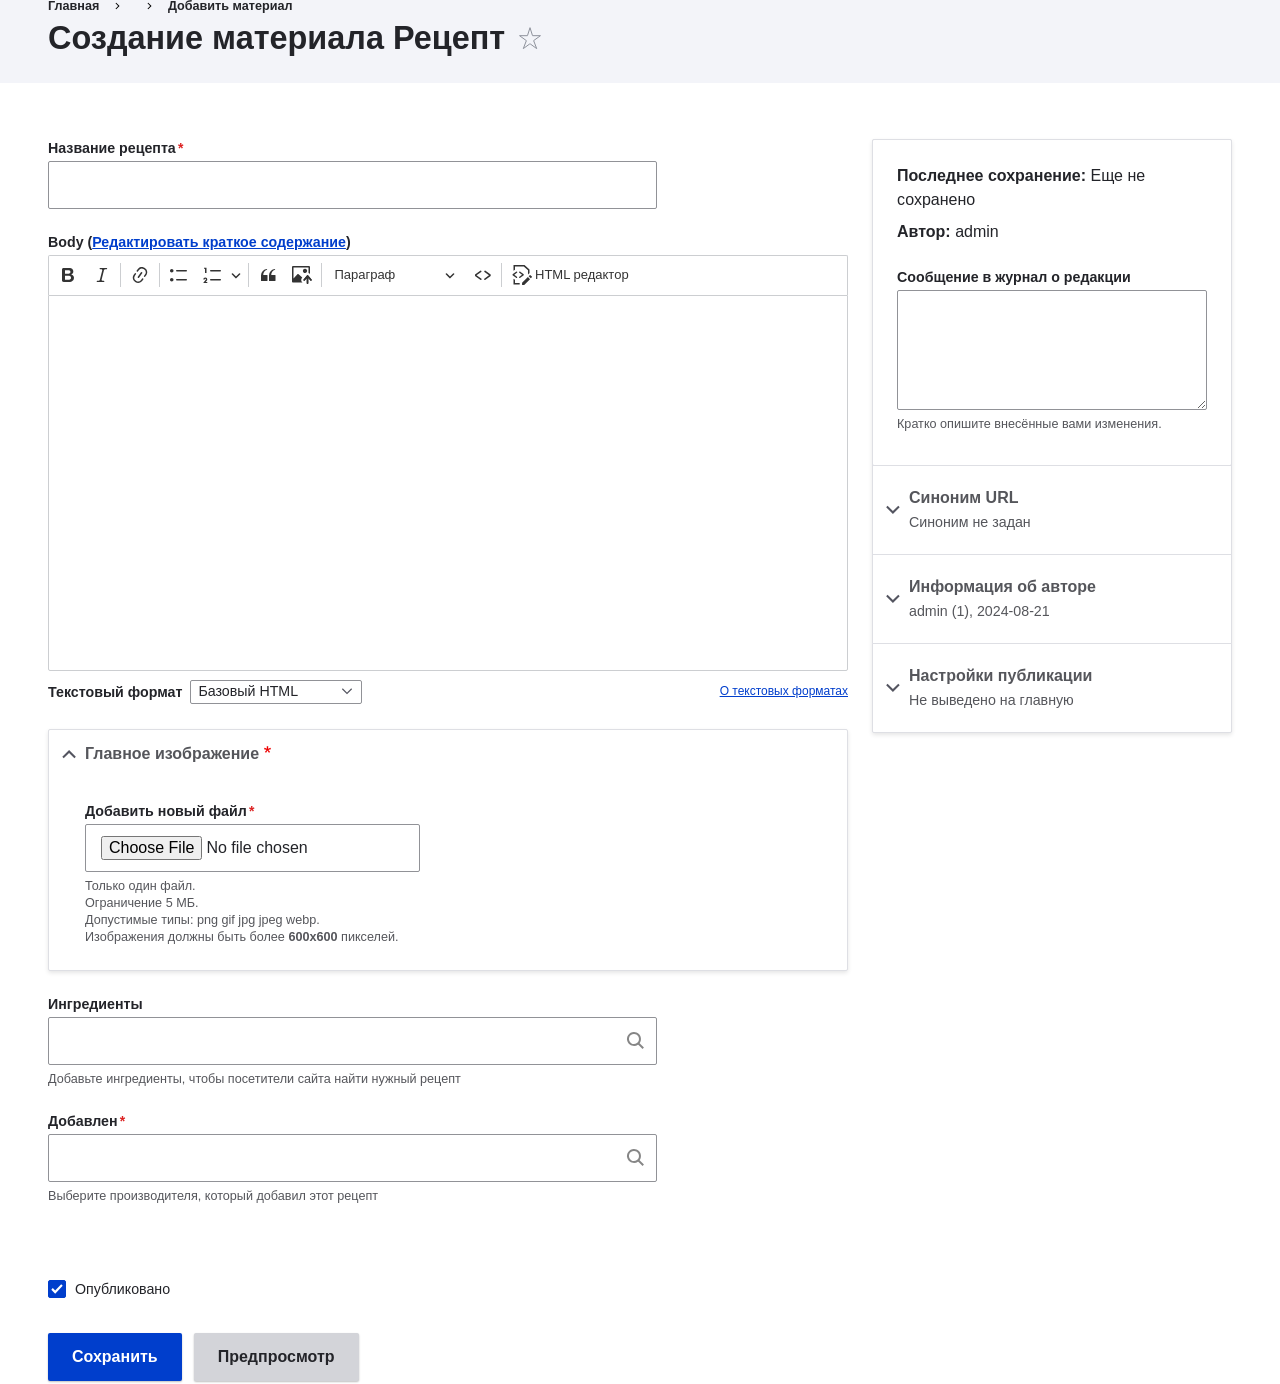 Главная > > Добавить материал
Создание материала Рецепт
Название рецепта*
Body (Редактировать краткое содержание)
Параграф
HTML редактор
Текстовый формат Базовый HTML
О текстовых форматах
Главное изображение *
Добавить новый файл*
Choose File No file chosen
Только один файл.
Ограничение 5 МБ.
Допустимые типы: png gif jpg jpeg webp.
Изображения должны быть более 600x600 пикселей.
Ингредиенты
Добавьте ингредиенты, чтобы посетители сайта найти нужный рецепт
Добавлен*
Выберите производителя, который добавил этот рецепт
Опубликовано
Сохранить
Предпросмотр
Последнее сохранение: Еще не
сохранено
Автор: admin
Сообщение в журнал о редакции
Кратко опишите внесённые вами изменения.
Синоним URL
Синоним не задан
Информация об авторе
admin (1), 2024-08-21
Настройки публикации
Не выведено на главную